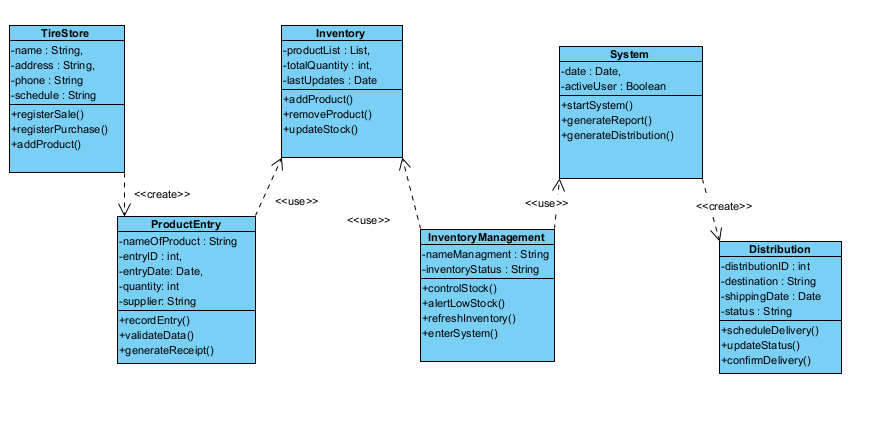 TireStore
-name : String,
-address : String,
-phone : String
-schedule : String
+registerSale()
+registerPurchase()
+addProduct()
Inventory
-productList : List,
-totalQuantity : int,
-lastUpdates : Date
+addProduct()
+removeProduct()
+updateStock()
System
-date : Date,
-activeUser : Boolean
+startSystem()
+generateReport()
+generateDistribution()
<<create>>
<<use>>
<<use>>
<<use>>
<<create>>
ProductEntry
-nameOfProduct : String
-entryID : int,
-entryDate: Date,
-quantity: int
-supplier: String
+recordEntry()
+validateData()
+generateReceipt()
InventoryManagement
-nameManagment : String
-inventoryStatus : String
+controlStock()
+alertLowStock()
+refreshInventory()
+enterSystem()
Distribution
-distributionID : int
-destination : String
-shippingDate : Date
-status : String
+scheduleDelivery()
+updateStatus()
+confirmDelivery()